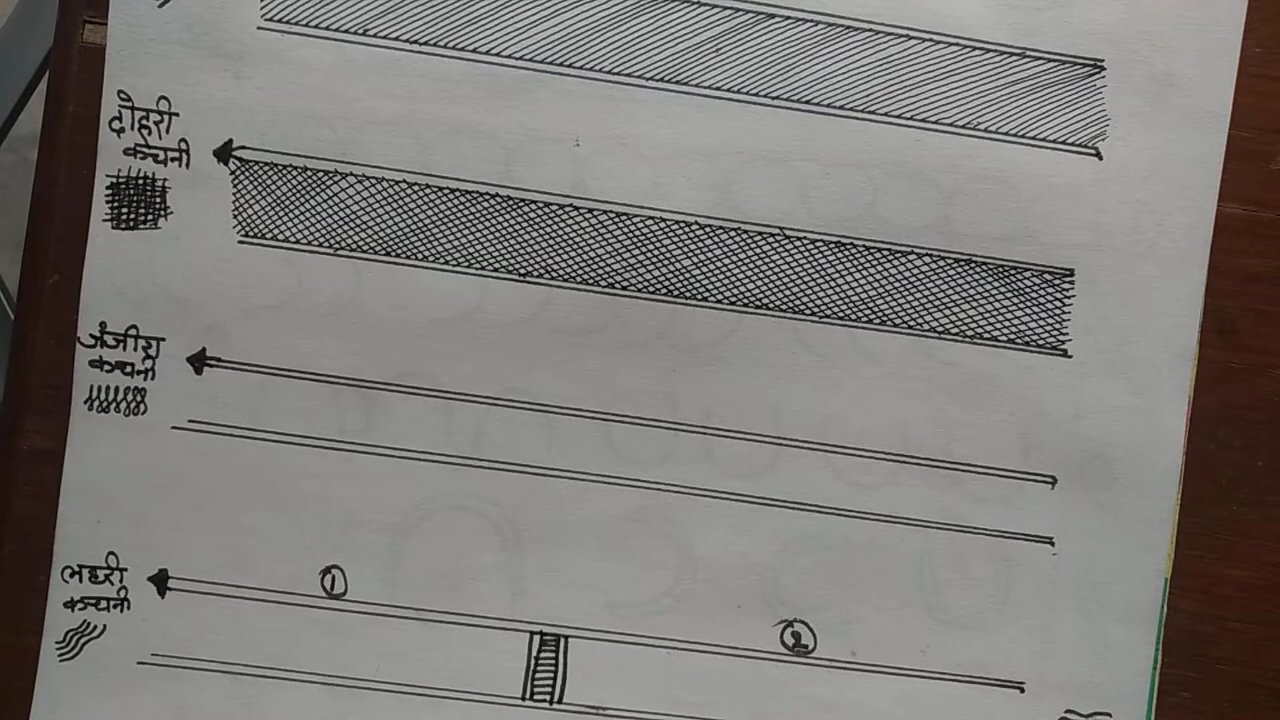 दोहरी
कचनी
जंजीरा
कचनी
लहरी
कचनी
①
②